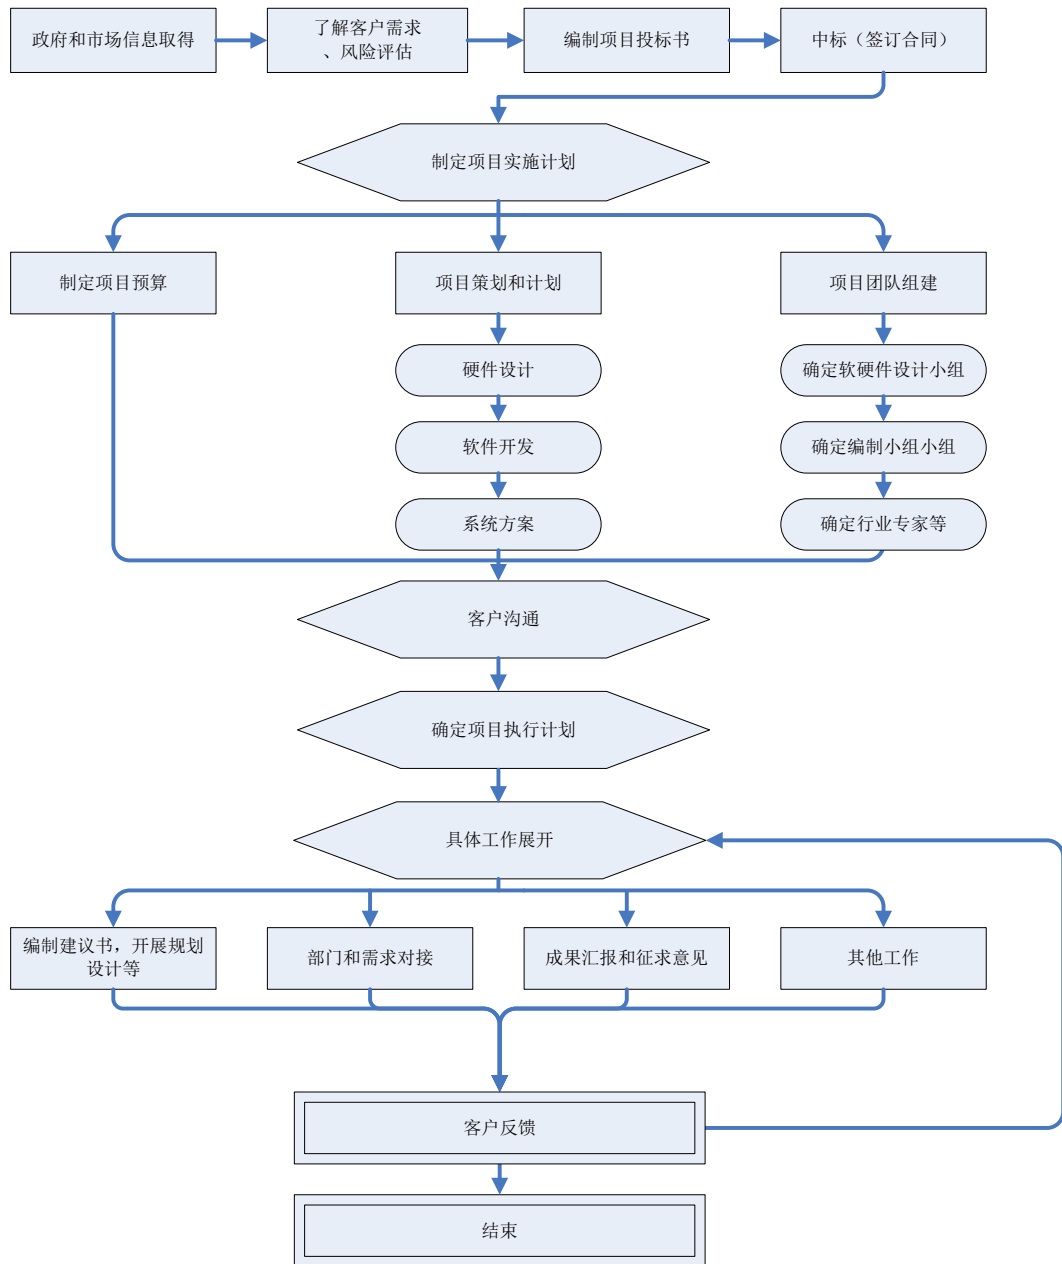 政府和市场信息取得
了解客户需求
、风险评估
编制项目投标书
中标（签订合同）
制定项目实施计划
制定项目预算
项目策划和计划
项目团队组建
硬件设计
确定软硬件设计小组
软件开发
确定编制小组小组
系统方案
确定行业专家等
客户沟通
确定项目执行计划
具体工作展开
编制建议书，开展规划
设计等
部门和需求对接
成果汇报和征求意见
其他工作
客户反馈
结束